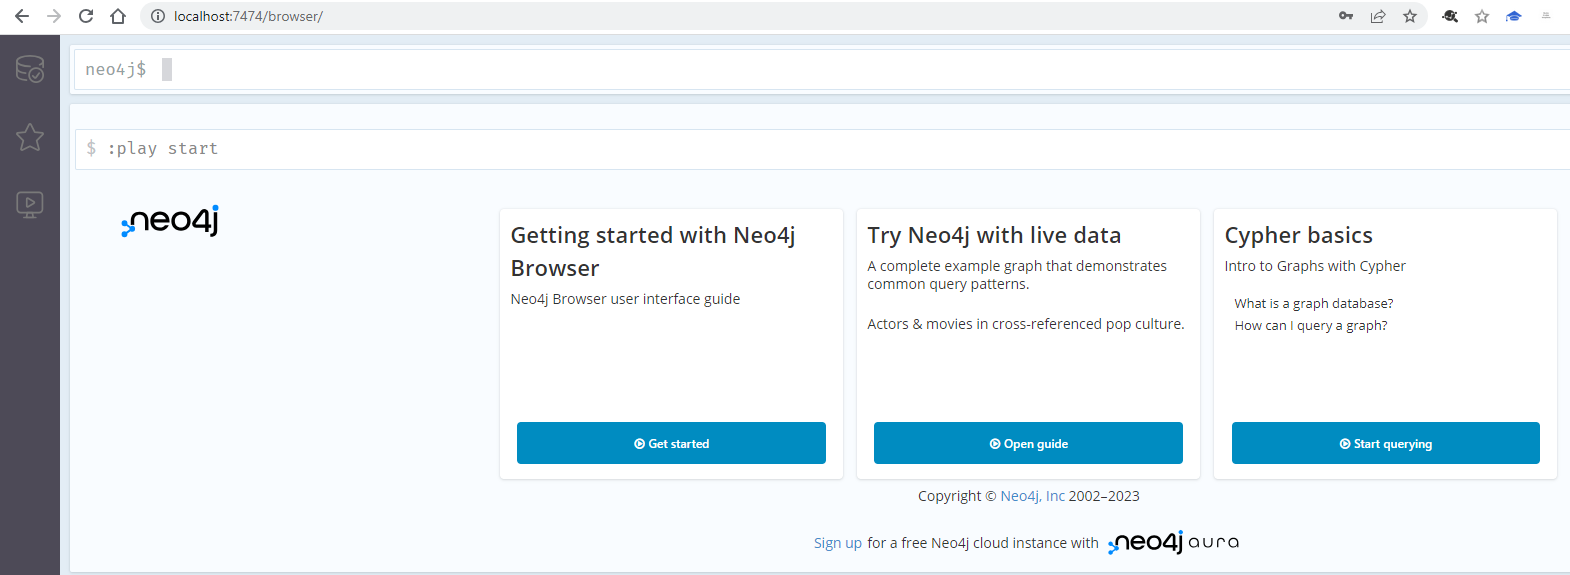 localhost:7474/browser/
neo4j$
$ :play start
neo4j
Getting started with Neo4j
Browser
Neo4j Browser user interface guide
Get started
Try Neo4j with live data
A complete example graph that demonstrates
common query patterns.
Actors & movies in cross-referenced pop culture.
Open guide
Cypher basics
Intro to Graphs with Cypher
What is a graph database?
How can I query a graph?
Start querying
Copyright © Neo4j, Inc 2002–2023
Sign up for a free Neo4j cloud instance with neo4j aura